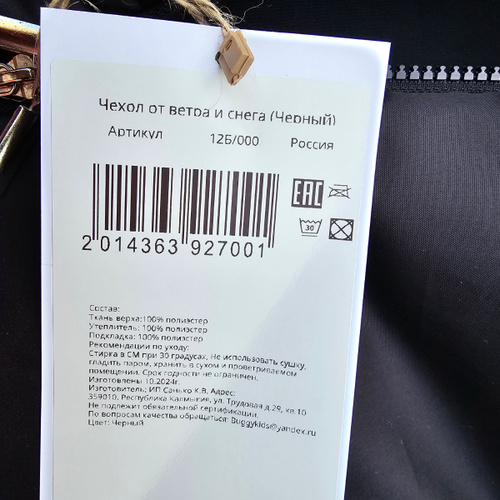 Чехол от ветра и снега (Черный)
Артикул 12Б/000 Россия
EAC
30
2 014363 927001
Состав:
Ткань верха:100% полиэстер
Утеплитель: 100% полиэстер
Подкладка: 100% полиэстер
Рекомендации по уходу:
Стирка в СМ при 30 градусах, Не использовать сушку,
гладить паром, хранить в сухом и проветриваемом
помещении. Срок годности не ограничен.
Изготовлены 10.2024г.
Изготовитель: ИП Санько К.В, Адрес:
359010, Республика Калмыкия, ул. Трудовая д.29, кв.10
Не подлежит обязательной сертификации.
По вопросам качества обращаться: Buggykids@yandex.ru
Цвет: Черный